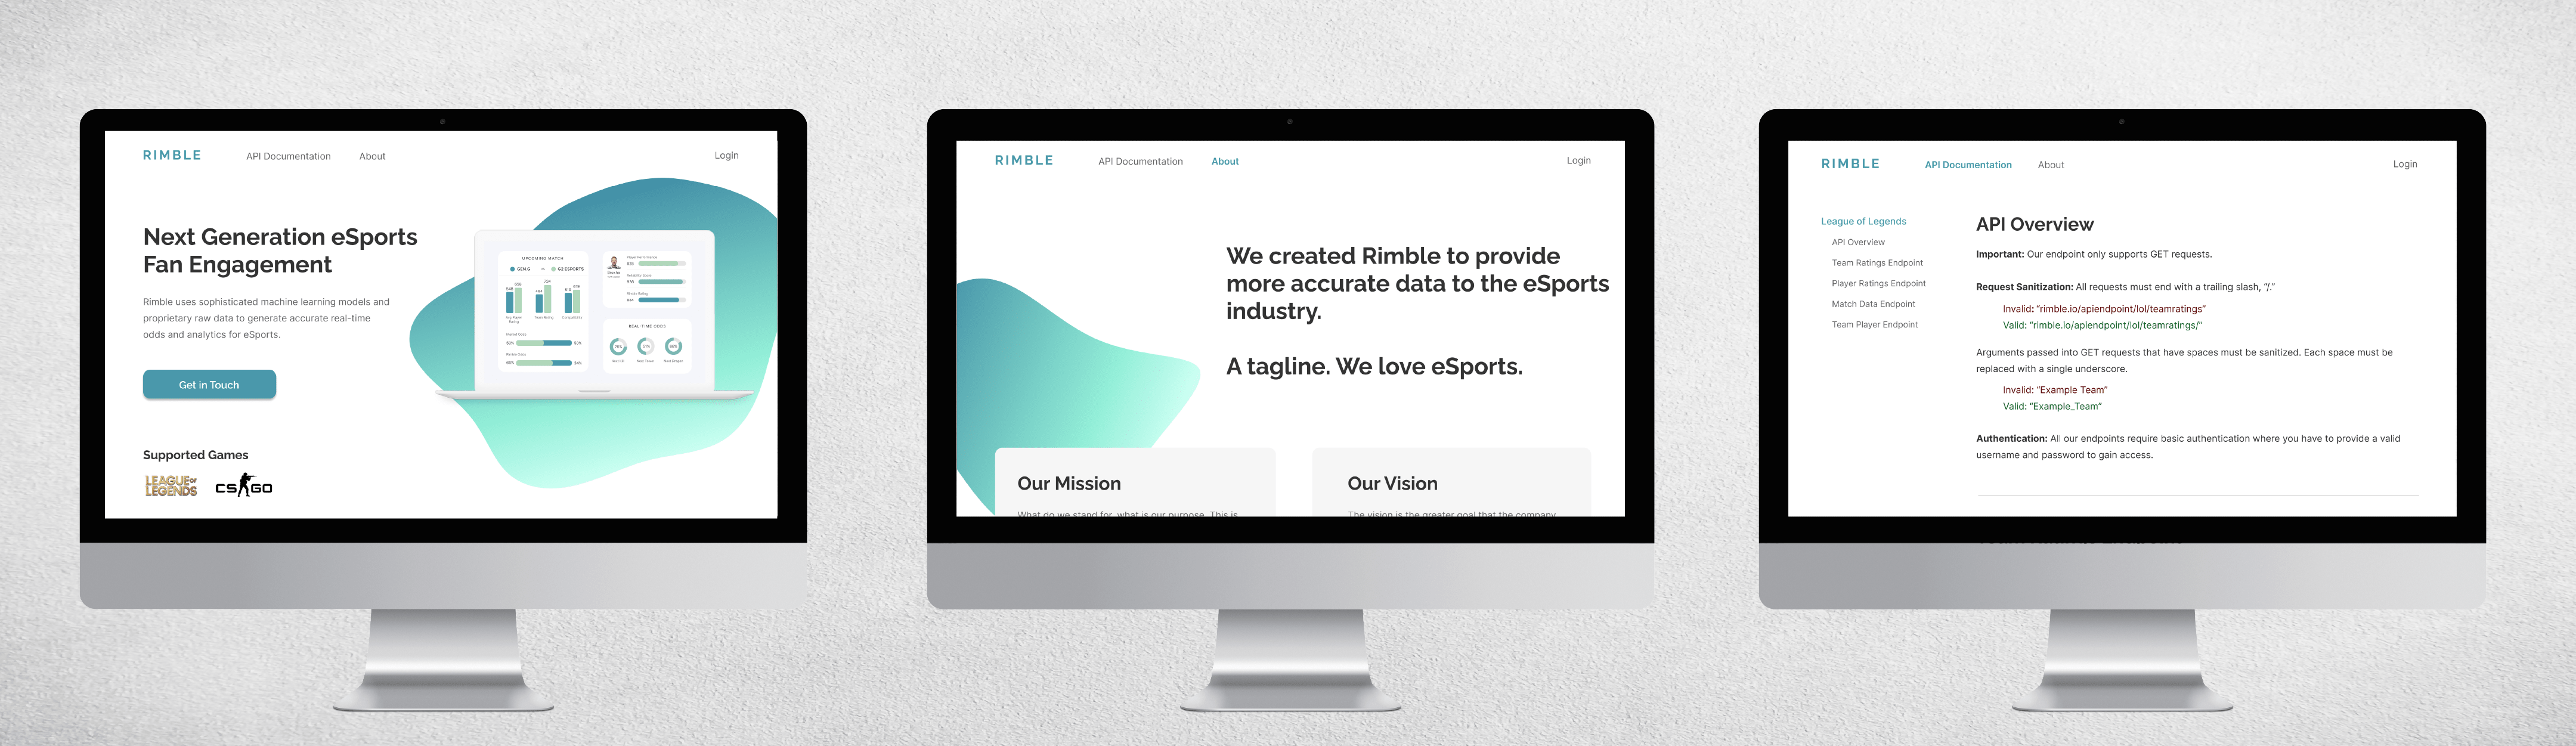 RIMBLE
API Documentation
About
Login
Next Generation eSports
Fan Engagement
Rimble uses sophisticated machine learning models and
proprietary raw data to generate accurate real-time
odds and analytics for eSports.
Get in Touch
Supported Games
LEAGUE OF
LEGENDS
CS GO
UPCOMING MATCH
GEN.G
VS
G2 ESPORTS
Player Performance
REAL-TIME ODDS
RIMBLE
API Documentation
About
Login
We created Rimble to provide
more accurate data to the eSports
industry.
A tagline. We love eSports.
Our Mission
What do we stand for, what is our purpose. This is
Our Vision
The vision is the greater goal that the company
RIMBLE
API Documentation
About
Login
League of Legends
API Overview
Team Ratings Endpoint
Player Ratings Endpoint
Match Data Endpoint
Team Player Endpoint
API Overview
Important: Our endpoint only supports GET requests.
Request Sanitization: All requests must end with a trailing slash, “/.”
Invalid: “rimble.io/apiendpoint/lol/teamratings”
Valid: “rimble.io/apiendpoint/lol/teamratings/”
Arguments passed into GET requests that have spaces must be sanitized. Each space must be
replaced with a single underscore.
Invalid: “Example Team”
Valid: “Example_Team”
Authentication: All our endpoints require basic authentication where you have to provide a valid
username and password to gain access.